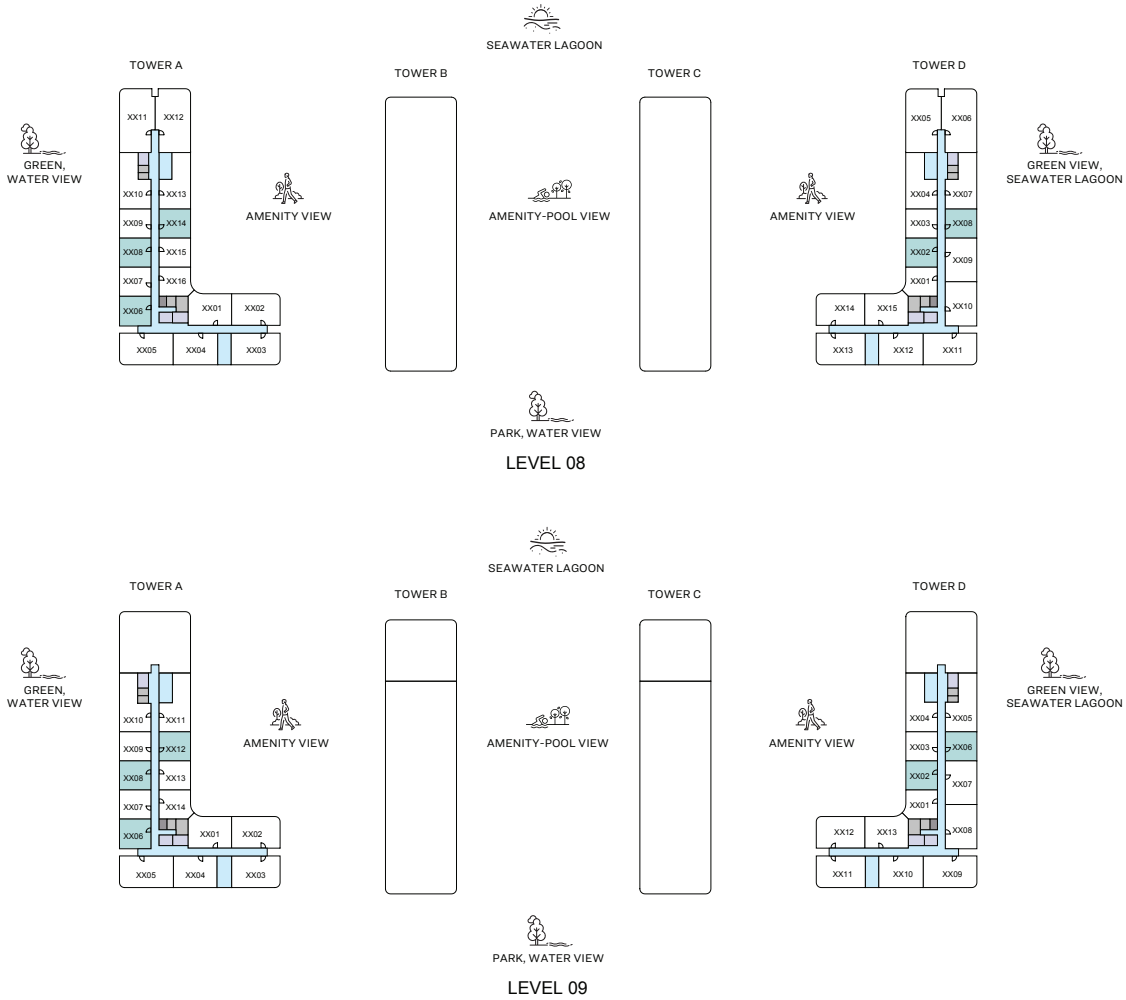 SEAWATER LAGOON
TOWER A
TOWER B
TOWER C
TOWER D
XX11
XX12
XX05
XX06
GREEN,
WATER VIEW
GREEN VIEW,
SEAWATER LAGOON
XX10
XX13
XX04
XX07
AMENITY VIEW
AMENITY-POOL VIEW
AMENITY VIEW
XX09
XX14
XX03
XX08
XX08
XX15
XX02
XX09
XX07
XX16
XX01
XX06
XX01
XX02
XX14
XX15
XX10
XX05
XX04
XX03
XX13
XX12
XX11
PARK, WATER VIEW
LEVEL 08
SEAWATER LAGOON
TOWER A
TOWER B
TOWER C
TOWER D
GREEN,
WATER VIEW
GREEN VIEW,
SEAWATER LAGOON
XX10
XX11
XX04
XX05
AMENITY VIEW
AMENITY-POOL VIEW
AMENITY VIEW
XX09
XX12
XX03
XX06
XX08
XX13
XX02
XX07
XX07
XX14
XX01
XX06
XX01
XX02
XX12
XX13
XX08
XX05
XX04
XX03
XX11
XX10
XX09
PARK, WATER VIEW
LEVEL 09